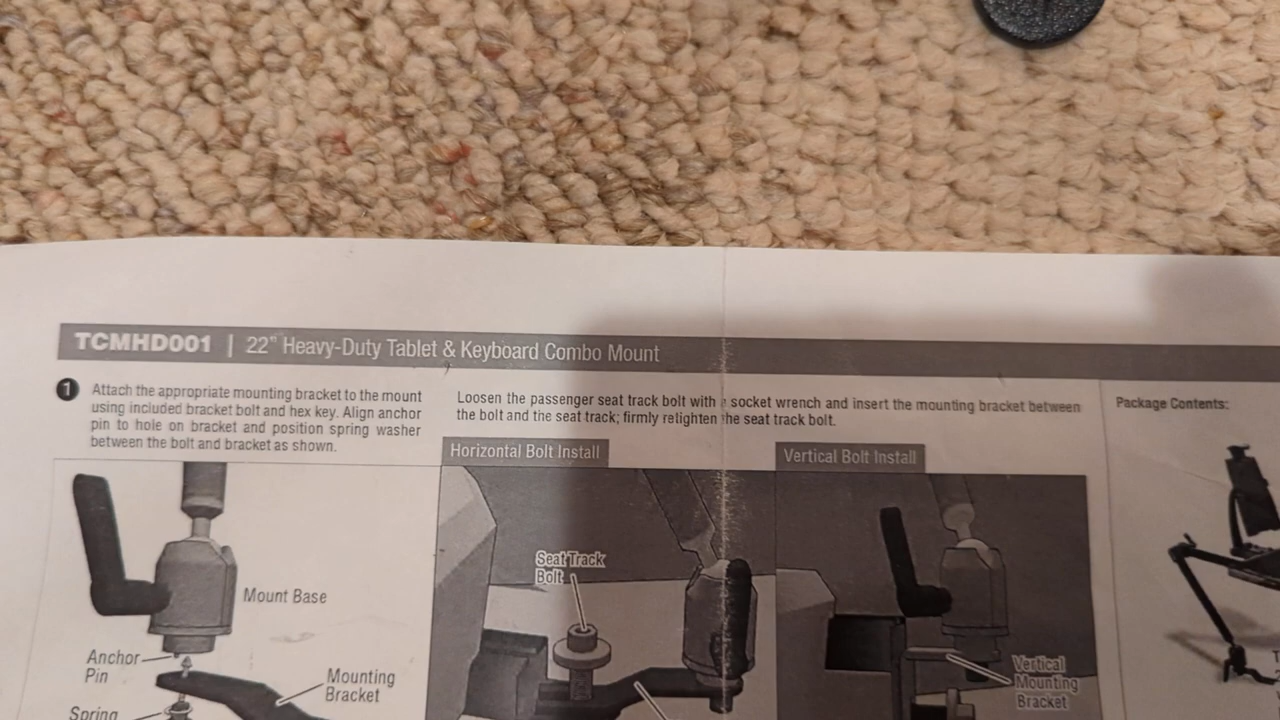 TCMHD001 | 22" Heavy-Duty Tablet & Keyboard Combo Mount
1 Attach the appropriate mounting bracket to the mount
using included bracket bolt and hex key. Align anchor
pin to hole on bracket and position spring washer
between the bolt and bracket as shown.
Loosen the passenger seat track bolt with a socket wrench and insert the mounting bracket between
the bolt and the seat track; firmly retighten the seat track bolt.
Package Contents:
Horizontal Bolt Install
Vertical Bolt Install
Seat Track
Bolt
Mount Base
Anchor
Pin
Mounting
Bracket
Spring
Vertical
Mounting
Bracket